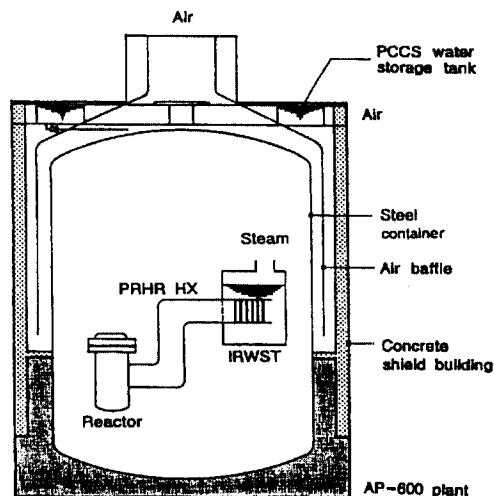 Air
PCCS water
storage tank
Air
Steel
container
Steam
Air baffle
PRHR HX
IRWST
Concrete
shield building
Reactor
AP-600 plant